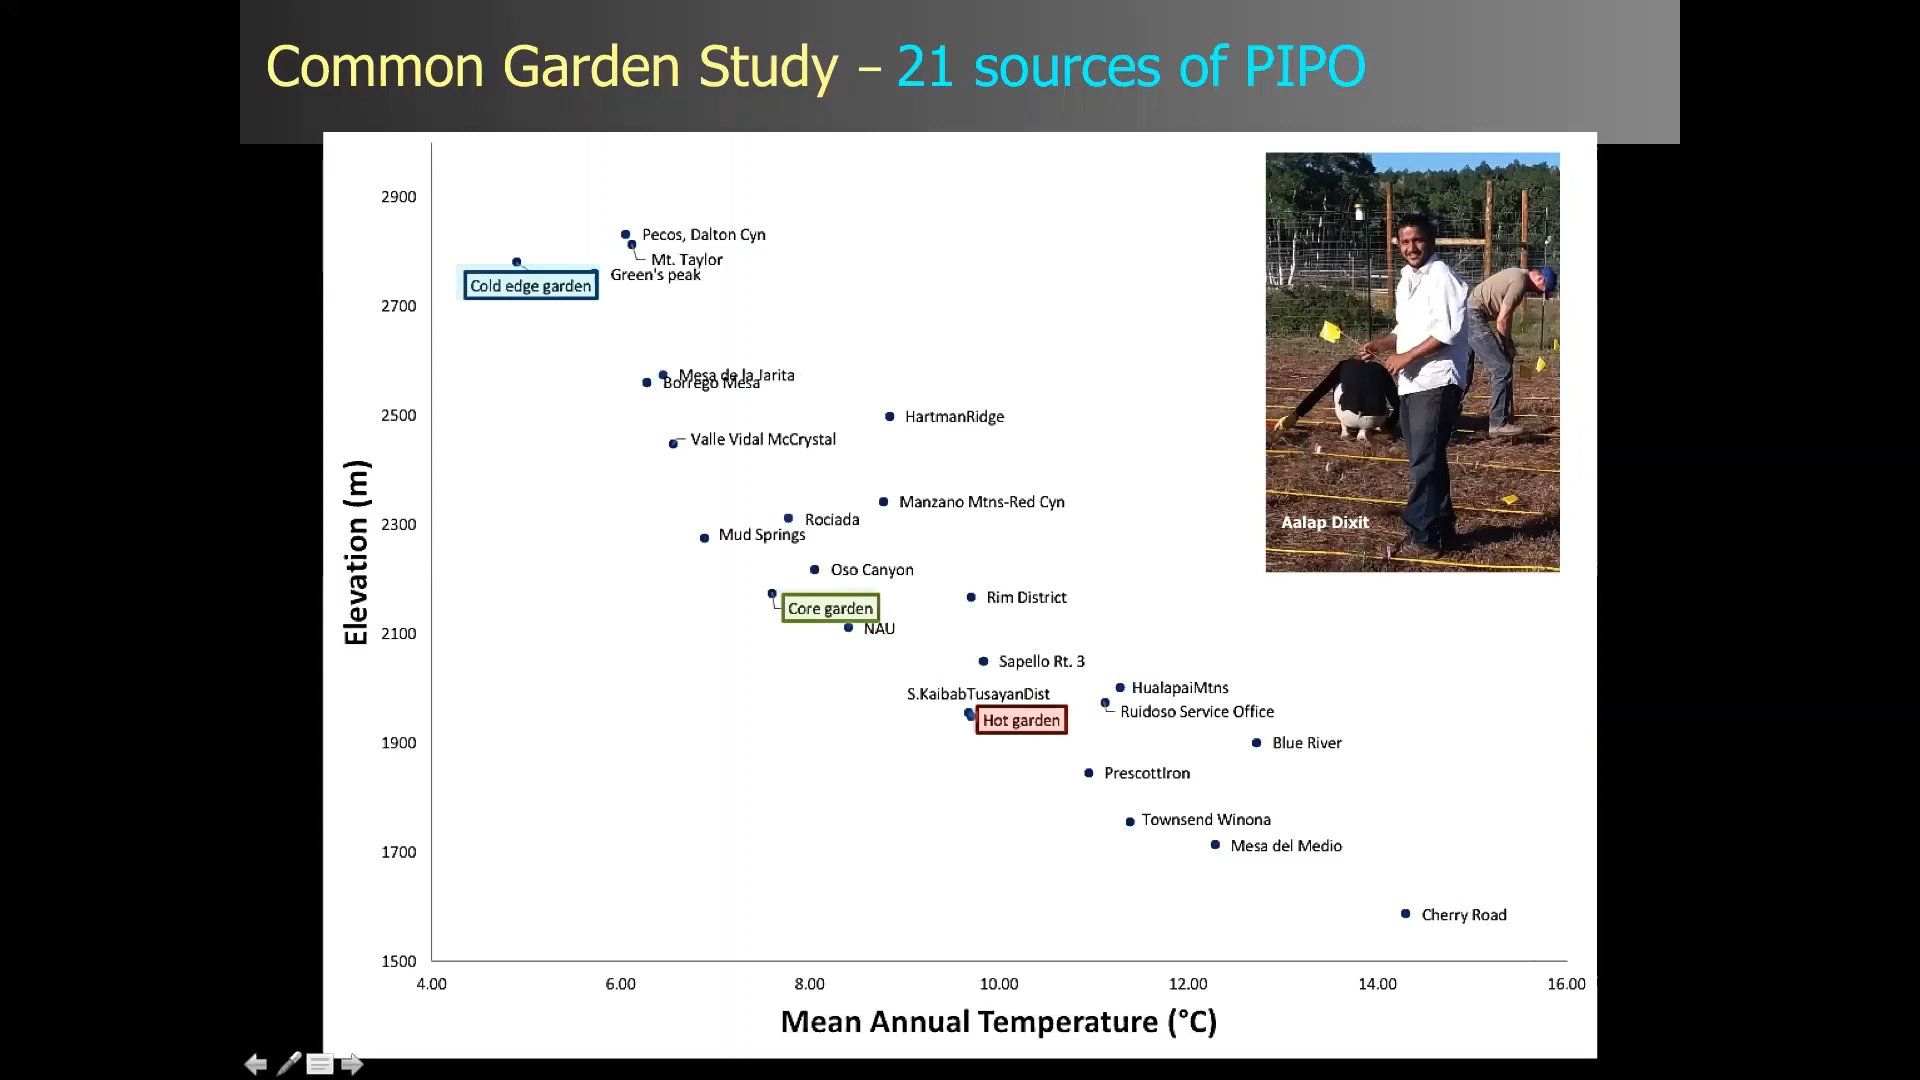 Common Garden Study – 21 sources of PIPO
2900
Pecos, Dalton Cyn
Mt. Taylor
Green's peak
Cold edge garden
2700
Mesa de la Jarita
Borrego Mesa
2500
HartmanRidge
Valle Vidal McCrystal
Manzano Mtns-Red Cyn
Rociada
2300
Mud Springs
Oso Canyon
Rim District
Core garden
NAU
2100
Sapello Rt. 3
S.KaibabTusayanDist
HualapaiMtns
Ruidoso Service Office
Hot garden
1900
Blue River
PrescottIron
Townsend Winona
1700
Mesa del Medio
Cherry Road
1500
4.00 6.00 8.00 10.00 12.00 14.00 16.00
Elevation (m)
Mean Annual Temperature (°C)
Aalap Dixit